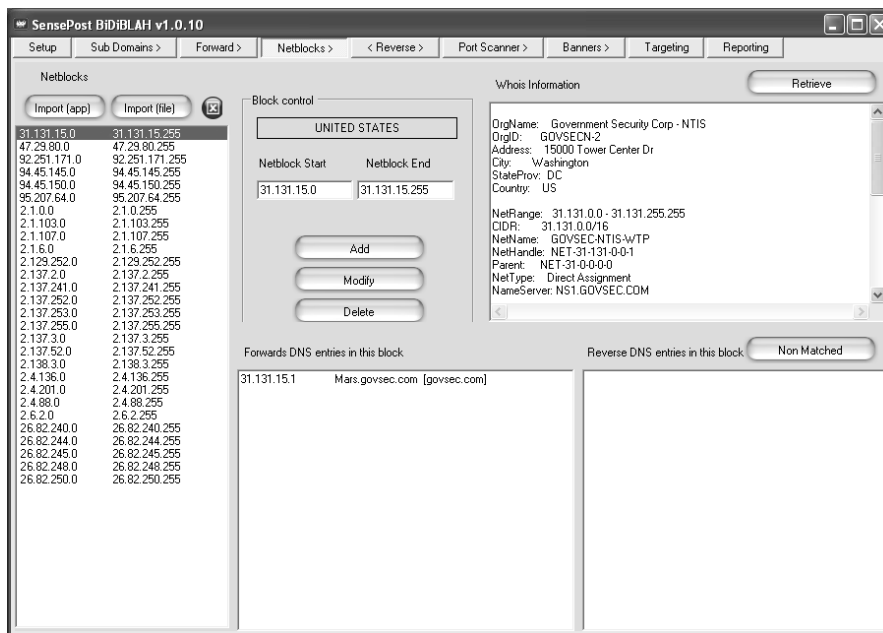 SensePost BiDiBLAH v1.0.10
Setup Sub Domains > Forward > Netblocks > < Reverse > Port Scanner > Banners > Targeting Reporting
Netblocks
Import (app) Import (file)
31.131.15.0 31.131.15.255
47.29.80.0 47.29.80.255
92.251.171.0 92.251.171.255
94.45.145.0 94.45.145.255
94.45.150.0 94.45.150.255
95.207.64.0 95.207.64.255
2.1.0.0 2.1.0.255
2.1.103.0 2.1.103.255
2.1.107.0 2.1.107.255
2.1.6.0 2.1.6.255
2.129.252.0 2.129.252.255
2.137.2.0 2.137.2.255
2.137.241.0 2.137.241.255
2.137.252.0 2.137.252.255
2.137.253.0 2.137.253.255
2.137.255.0 2.137.255.255
2.137.3.0 2.137.3.255
2.137.52.0 2.137.52.255
2.138.3.0 2.138.3.255
2.4.136.0 2.4.136.255
2.4.201.0 2.4.201.255
2.4.88.0 2.4.88.255
2.6.2.0 2.6.2.255
26.82.240.0 26.82.240.255
26.82.244.0 26.82.244.255
26.82.245.0 26.82.245.255
26.82.248.0 26.82.248.255
26.82.250.0 26.82.250.255
Block control
UNITED STATES
Netblock Start Netblock End
31.131.15.0 31.131.15.255
Add
Modify
Delete
Whois Information
Retrieve
OrgName: Government Security Corp - NTIS
OrgID: GOVSECN-2
Address: 15000 Tower Center Dr
City: Washington
StateProv: DC
Country: US
NetRange: 31.131.0.0 - 31.131.255.255
CIDR: 31.131.0.0/16
NetName: GOVSEC-NTIS-WTP
NetHandle: NET-31-131-0-0-1
Parent: NET-31-0-0-0-0
NetType: Direct Assignment
NameServer: NS1.GOVSEC.COM
Forwards DNS entries in this block
31.131.15.1 Mars.govsec.com [govsec.com]
Reverse DNS entries in this block
Non Matched